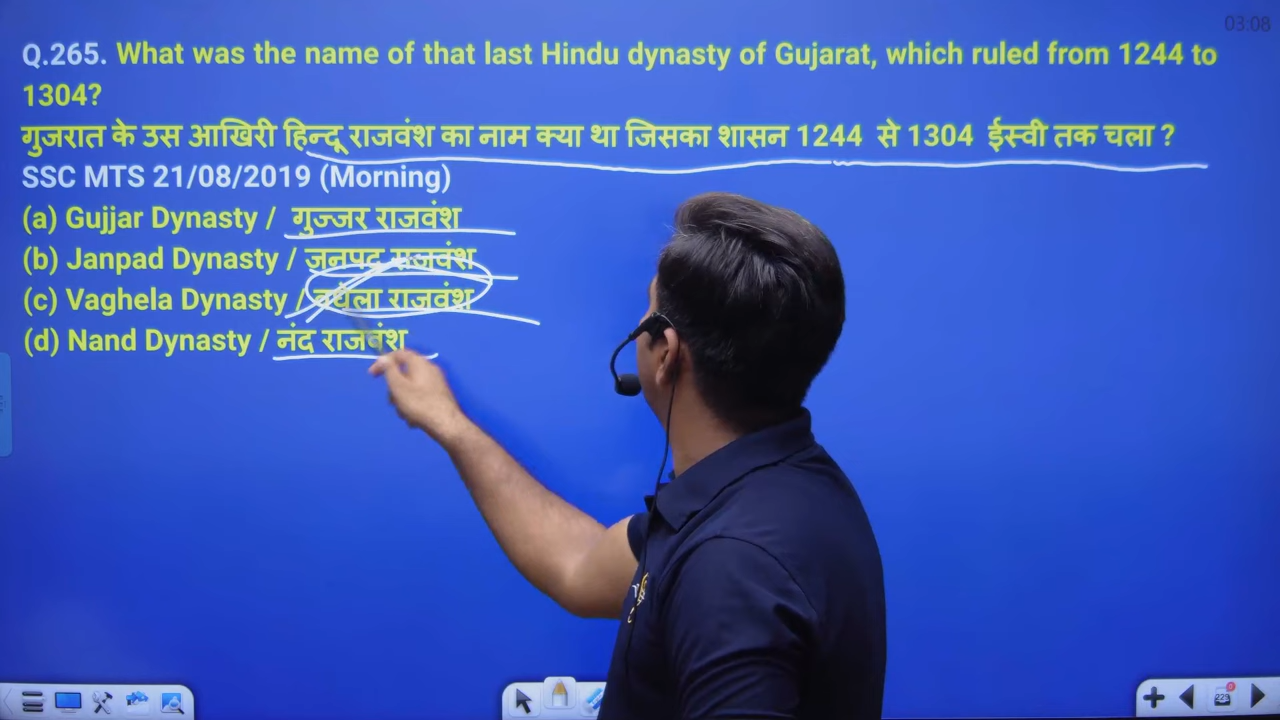 03:08
Q.265. What was the name of that last Hindu dynasty of Gujarat, which ruled from 1244 to
1304?
गुजरात के उस आखिरी हिन्दू राजवंश का नाम क्या था जिसका शासन 1244 से 1304 ईस्वी तक चला ?
SSC MTS 21/08/2019 (Morning)
(a) Gujjar Dynasty / गुज्जर राजवंश
(b) Janpad Dynasty / जनपद राजवंश
(c) Vaghela Dynasty / वघेला राजवंश
(d) Nand Dynasty / नंद राजवंश
225